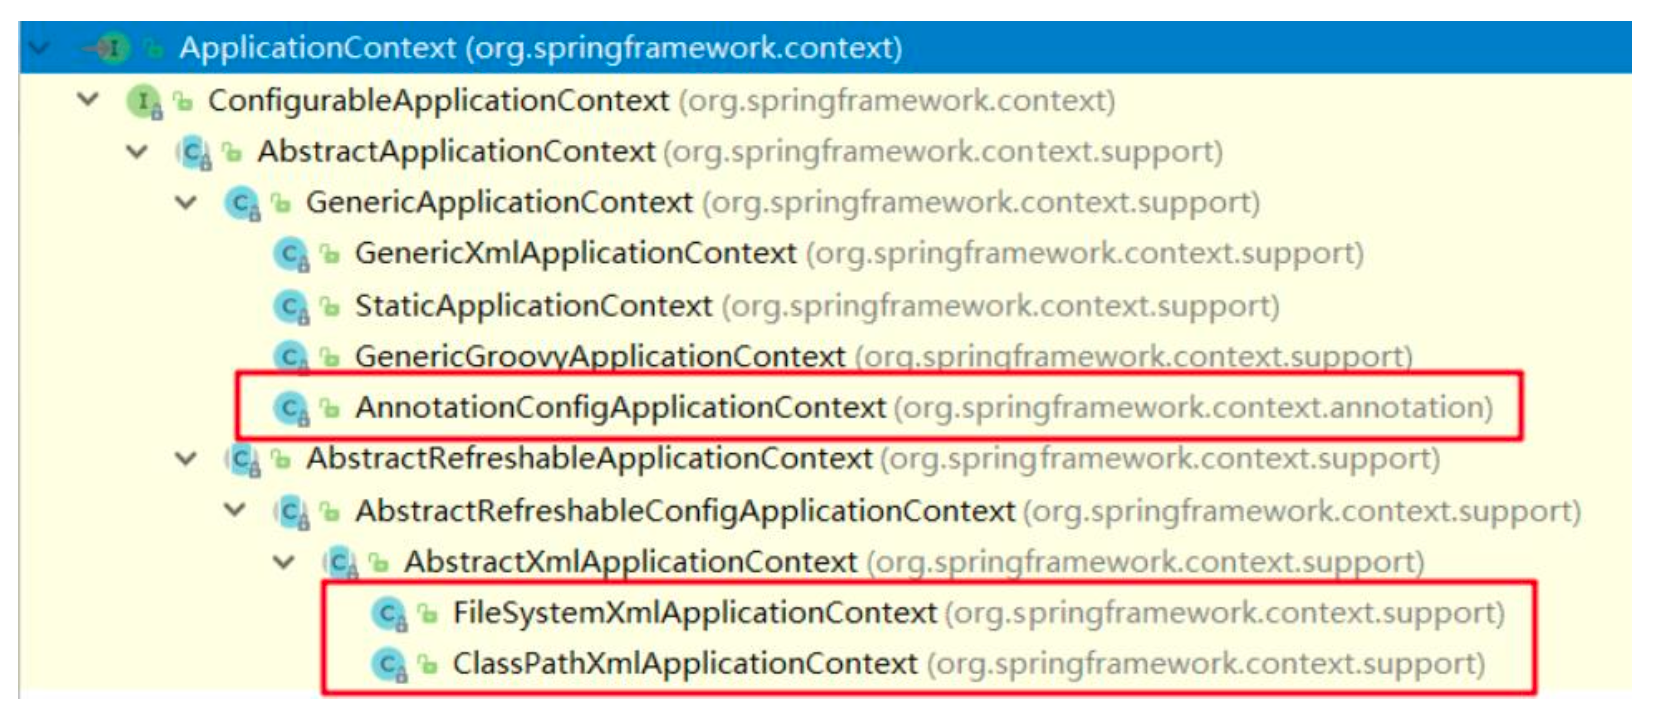 ApplicationContext (org.springframework.context)
ConfigurableApplicationContext (org.springframework.context)
AbstractApplicationContext (org.springframework.context.support)
GenericApplicationContext (org.springframework.context.support)
GenericXmlApplicationContext (org.springframework.context.support)
StaticApplicationContext (org.springframework.context.support)
GenericGroovyApplicationContext (org.springframework.context.support)
AnnotationConfigApplicationContext (org.springframework.context.annotation)
AbstractRefreshableApplicationContext (org.springframework.context.support)
AbstractRefreshableConfigApplicationContext (org.springframework.context.support)
AbstractXmlApplicationContext (org.springframework.context.support)
FileSystemXmlApplicationContext (org.springframework.context.support)
ClassPathXmlApplicationContext (org.springframework.context.support)